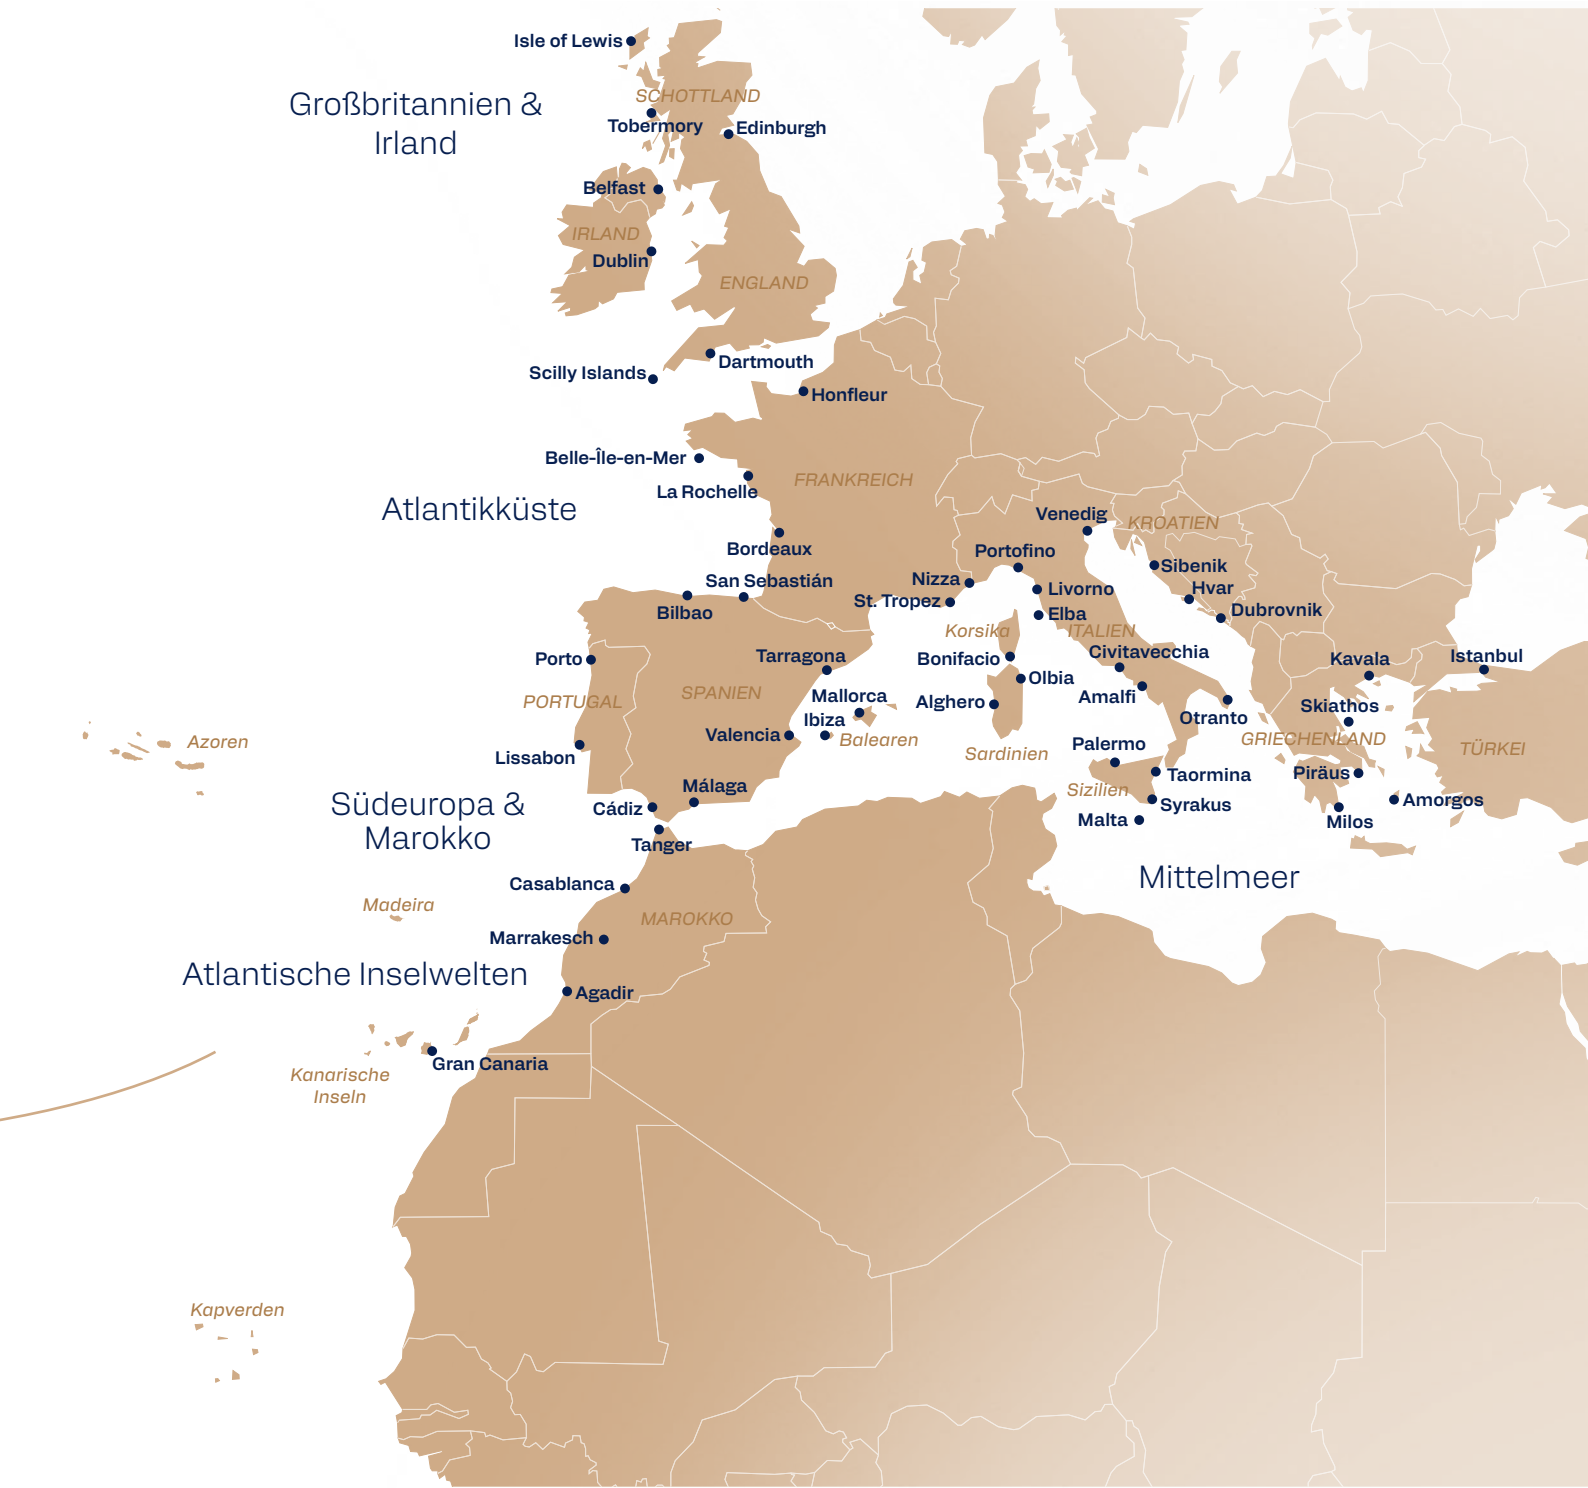 Isle of Lewis
Großbritannien &
Irland
SCHOTTLAND
Tobermory
Edinburgh
Belfast
IRLAND
Dublin
ENGLAND
Dartmouth
Scilly Islands
Honfleur
Belle-Île-en-Mer
La Rochelle
FRANKREICH
Atlantikküste
Bordeaux
San Sebastián
Bilbao
Venedig
KROATIEN
Portofino
Sibenik
Nizza
Livorno
Hvar
St. Tropez
Elba
Dubrovnik
Korsika
ITALIEN
Porto
Tarragona
Bonifacio
Civitavecchia
Kavala
Istanbul
PORTUGAL
SPANIEN
Mallorca
Olbia
Alghero
Amalfi
Skiathos
Ibiza
Otranto
Azoren
Lissabon
Valencia
Balearen
Sardinien
Palermo
GRIECHENLAND
TÜRKEI
Taormina
Piräus
Málaga
Sizilien
Südeuropa &
Marokko
Cádiz
Syrakus
Amorgos
Malta
Milos
Tanger
Mittelmeer
Casablanca
Madeira
MAROKKO
Marrakesch
Atlantische Inselwelten
Agadir
Gran Canaria
Kanarische
Inseln
Kapverden